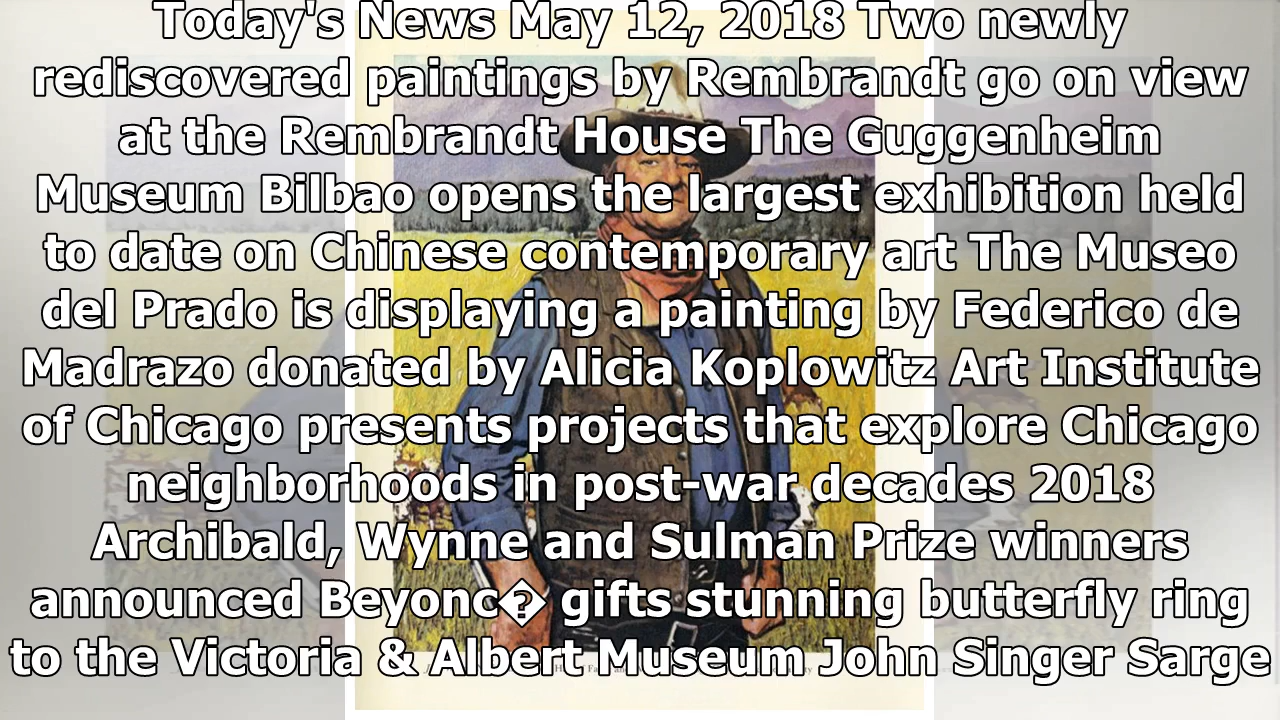 Today's News May 12, 2018 Two newly
rediscovered paintings by Rembrandt go on view
at the Rembrandt House The Guggenheim
Museum Bilbao opens the largest exhibition held
to date on Chinese contemporary art The Museo
del Prado is displaying a painting by Federico de
Madrazo donated by Alicia Koplowitz Art Institute
of Chicago presents projects that explore Chicago
neighborhoods in post-war decades 2018
Archibald, Wynne and Sulman Prize winners
announced Beyonc� gifts stunning butterfly ring
to the Victoria & Albert Museum John Singer Sarge